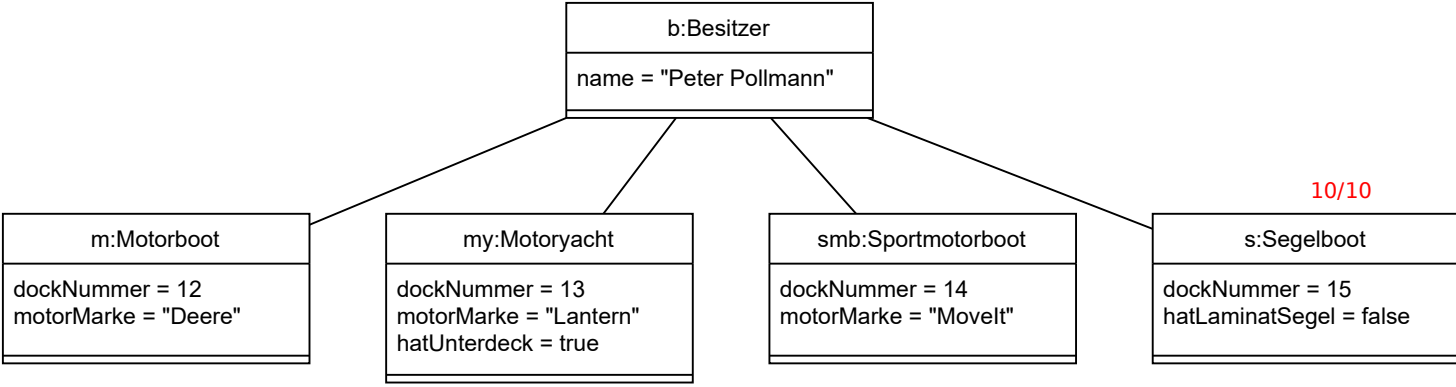 b:Besitzer
name = "Peter Pollmann"
10/10
m:Motorboot
dockNummer = 12
motorMarke = "Deere"
my:Motoryacht
dockNummer = 13
motorMarke = "Lantern"
hatUnterdeck = true
smb:Sportmotorboot
dockNummer = 14
motorMarke = "MoveIt"
s:Segelboot
dockNummer = 15
hatLaminatSegel = false